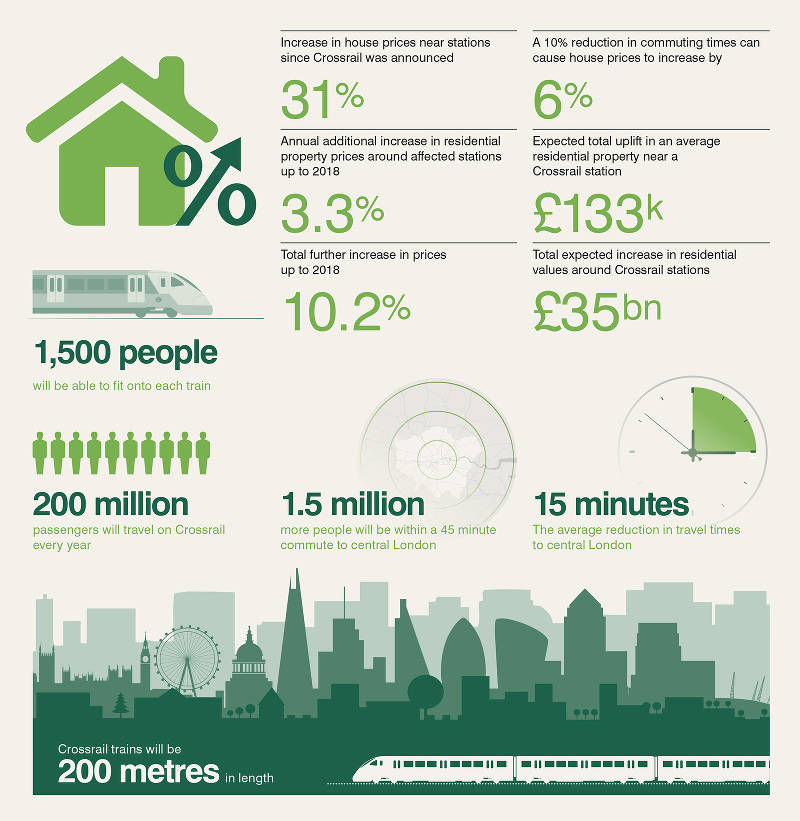 Increase in house prices near stations
since Crossrail was announced
31%
A 10% reduction in commuting times can
cause house prices to increase by
6%
Annual additional increase in residential
property prices around affected stations
up to 2018
3.3%
Expected total uplift in an average
residential property near a
Crossrail station
£133k
Total further increase in prices
up to 2018
10.2%
Total expected increase in residential
values around Crossrail stations
£35bn
%
1,500 people
will be able to fit onto each train
200 million
passengers will travel on Crossrail
every year
1.5 million
more people will be within a 45 minute
commute to central London
15 minutes
The average reduction in travel times
to central London
Crossrail trains will be
200 metres in length